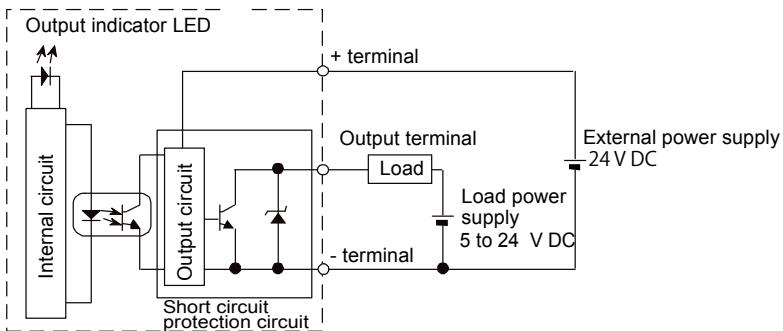 Output indicator LED
+ terminal
Output terminal
External power supply
24 V DC
Load
Load power
supply
5 to 24 V DC
Internal circuit
Output circuit
- terminal
Short circuit
protection circuit